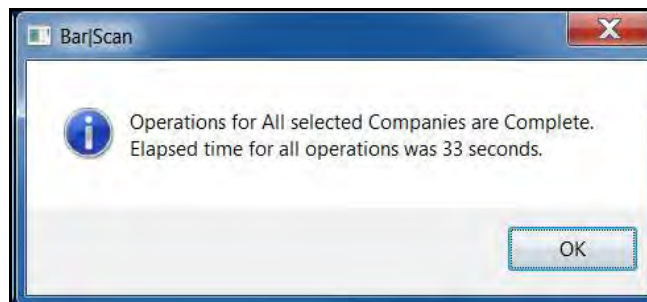 Bar|Scan
Operations for All selected Companies are Complete.
Elapsed time for all operations was 33 seconds.
OK